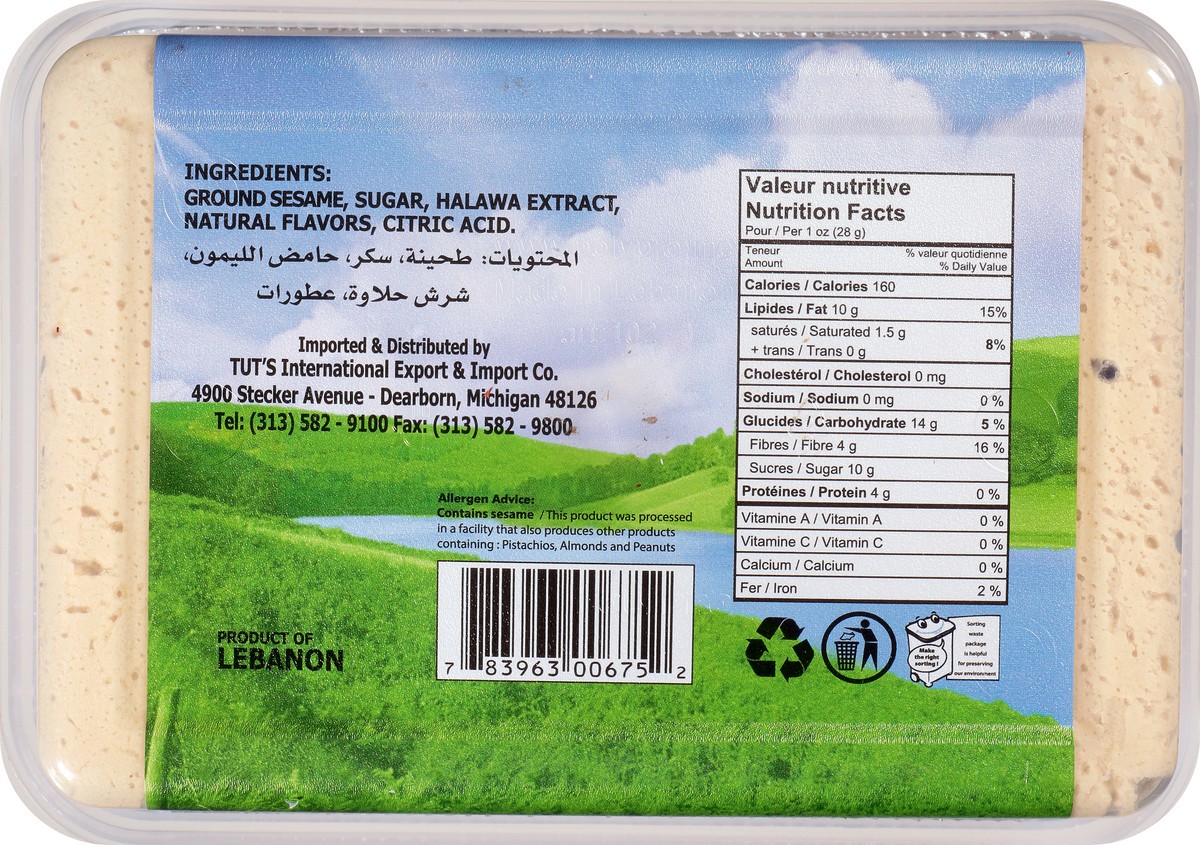 INGREDIENTS:
GROUND SESAME, SUGAR, HALAWA EXTRACT,
NATURAL FLAVORS, CITRIC ACID.
المحتويات: طحينة، سكر، حامض الليمون،
شرش حلاوة، عطورات
Imported & Distributed by
TUT'S International Export & Import Co.
4900 Stecker Avenue - Dearborn, Michigan 48126
Tel: (313) 582 - 9100 Fax: (313) 582 - 9800
Allergen Advice:
Contains sesame / This product was processed
in a facility that also produces other products
containing : Pistachios, Almonds and Peanuts
7 83963 00675 2
PRODUCT OF
LEBANON
Valeur nutritive
Nutrition Facts
Pour / Per 1 oz (28 g)
Teneur % valeur quotidienne
Amount % Daily Value
Calories / Calories 160
Lipides / Fat 10 g 15%
saturés / Saturated 1.5 g 8%
+ trans / Trans 0 g
Cholestérol / Cholesterol 0 mg
Sodium / Sodium 0 mg 0 %
Glucides / Carbohydrate 14 g 5 %
Fibres / Fibre 4 g 16 %
Sucres / Sugar 10 g
Protéines / Protein 4 g 0 %
Vitamine A / Vitamin A 0 %
Vitamine C / Vitamin C 0 %
Calcium / Calcium 0 %
Fer / Iron 2 %
Make
the right
sorting !
Sorting
waste
package
is helpful
for preserving
our environment